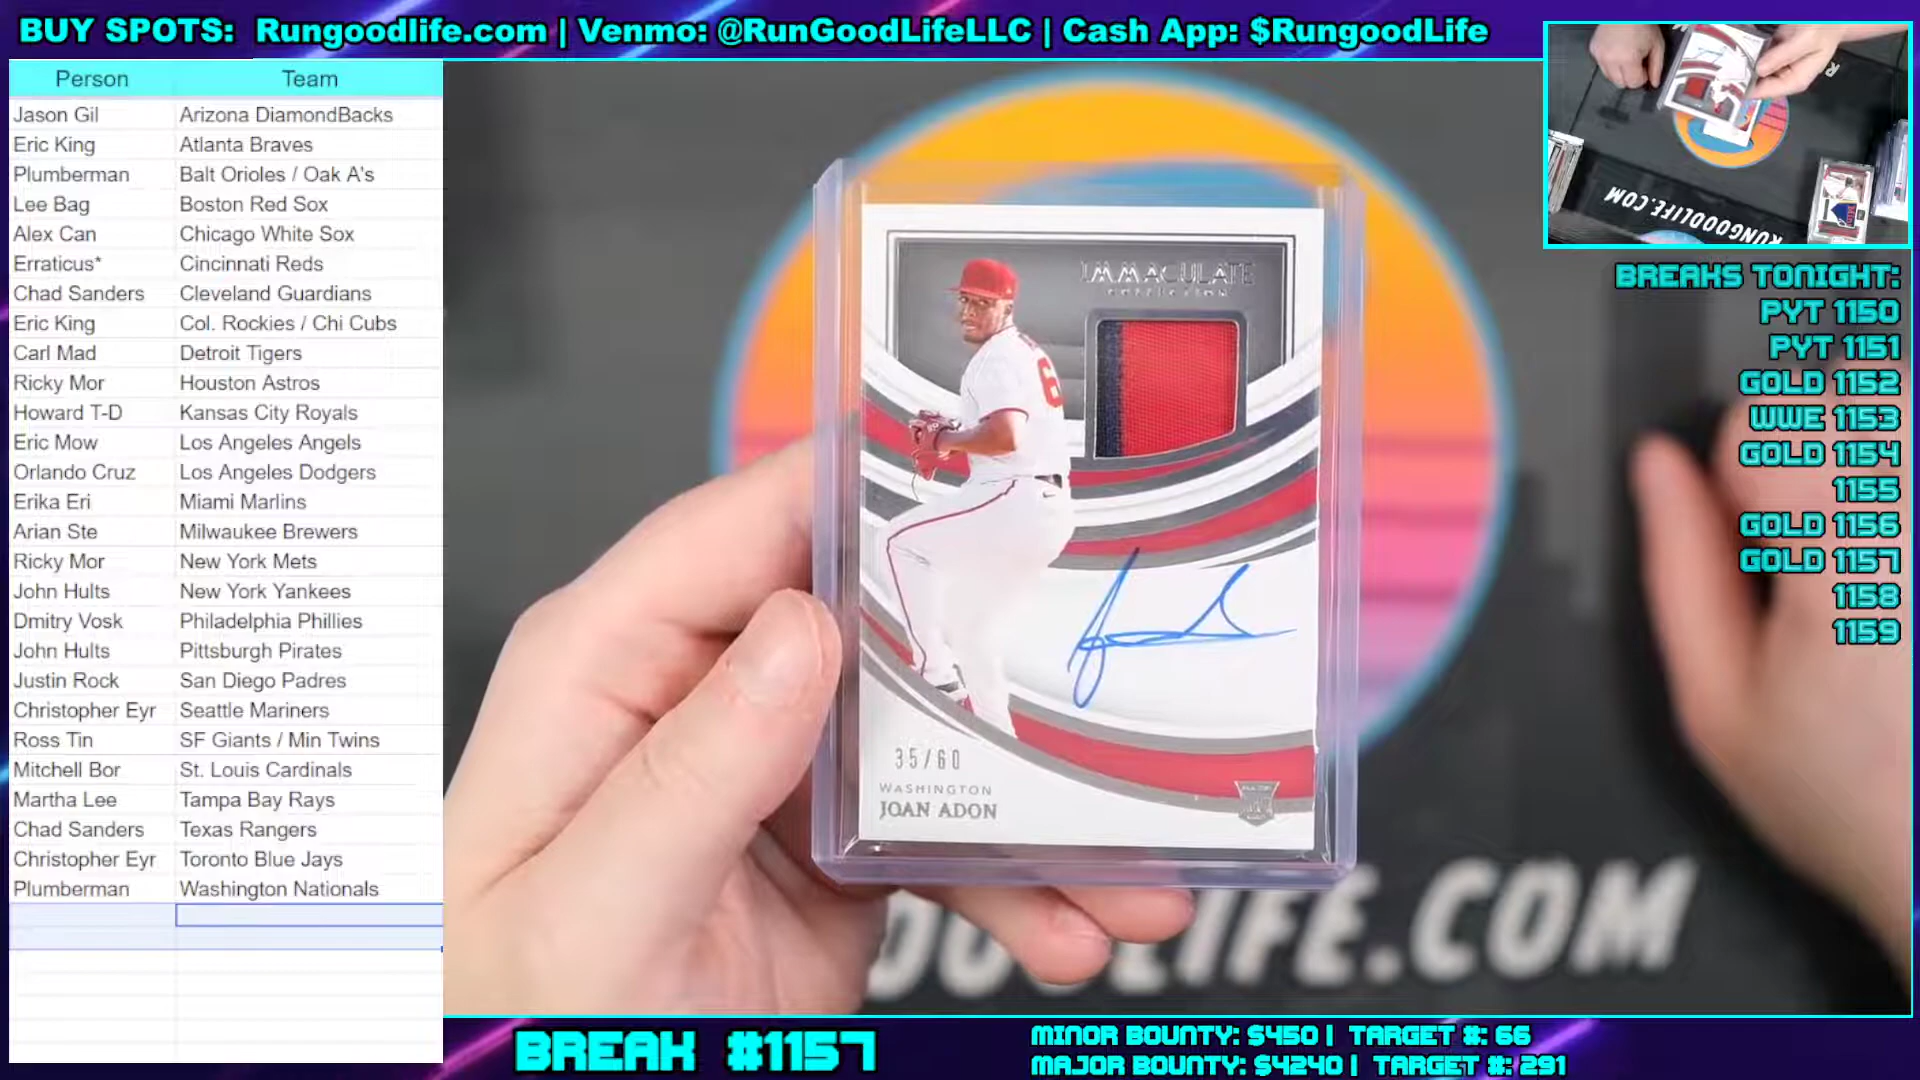 BUY SPOTS: Rungoodlife.com | Venmo: @RunGoodLifeLLC | Cash App: $RungoodLife
Person Team
Jason Gil Arizona DiamondBacks
Eric King Atlanta Braves
Plumberman Balt Orioles / Oak A's
Lee Bag Boston Red Sox
Alex Can Chicago White Sox
Erraticus* Cincinnati Reds
Chad Sanders Cleveland Guardians
Eric King Col. Rockies / Chi Cubs
Carl Mad Detroit Tigers
Ricky Mor Houston Astros
Howard T-D Kansas City Royals
Eric Mow Los Angeles Angels
Orlando Cruz Los Angeles Dodgers
Erika Eri Miami Marlins
Arian Ste Milwaukee Brewers
Ricky Mor New York Mets
John Hults New York Yankees
Dmitry Vosk Philadelphia Phillies
John Hults Pittsburgh Pirates
Justin Rock San Diego Padres
Christopher Eyr Seattle Mariners
Ross Tin SF Giants / Min Twins
Mitchell Bor St. Louis Cardinals
Martha Lee Tampa Bay Rays
Chad Sanders Texas Rangers
Christopher Eyr Toronto Blue Jays
Plumberman Washington Nationals
IMMACULATE
COLLECTION
6
35/60
WASHINGTON
JOAN ADON
LIFE.COM
RUNGOODLIFE.COM
BREAKS TONIGHT:
PYT 1150
PYT 1151
GOLD 1152
WWE 1153
GOLD 1154
1155
GOLD 1156
GOLD 1157
1158
1159
BREAK #1157
MINOR BOUNTY: $450 | TARGET #: 66
MAJOR BOUNTY: $4240 | TARGET #: 291